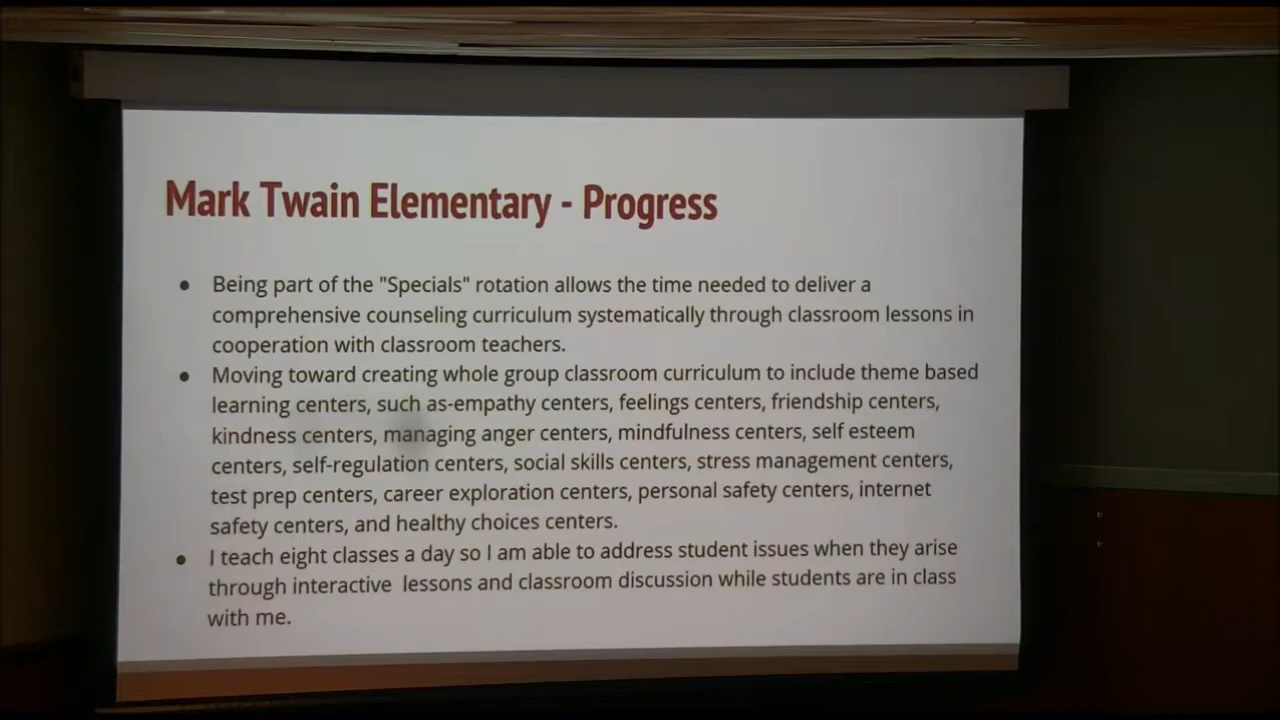 Mark Twain Elementary - Progress
● Being part of the "Specials" rotation allows the time needed to deliver a
comprehensive counseling curriculum systematically through classroom lessons in
cooperation with classroom teachers.
● Moving toward creating whole group classroom curriculum to include theme based
learning centers, such as-empathy centers, feelings centers, friendship centers,
kindness centers, managing anger centers, mindfulness centers, self esteem
centers, self-regulation centers, social skills centers, stress management centers,
test prep centers, career exploration centers, personal safety centers, internet
safety centers, and healthy choices centers.
● I teach eight classes a day so I am able to address student issues when they arise
through interactive  lessons and classroom discussion while students are in class
with me.